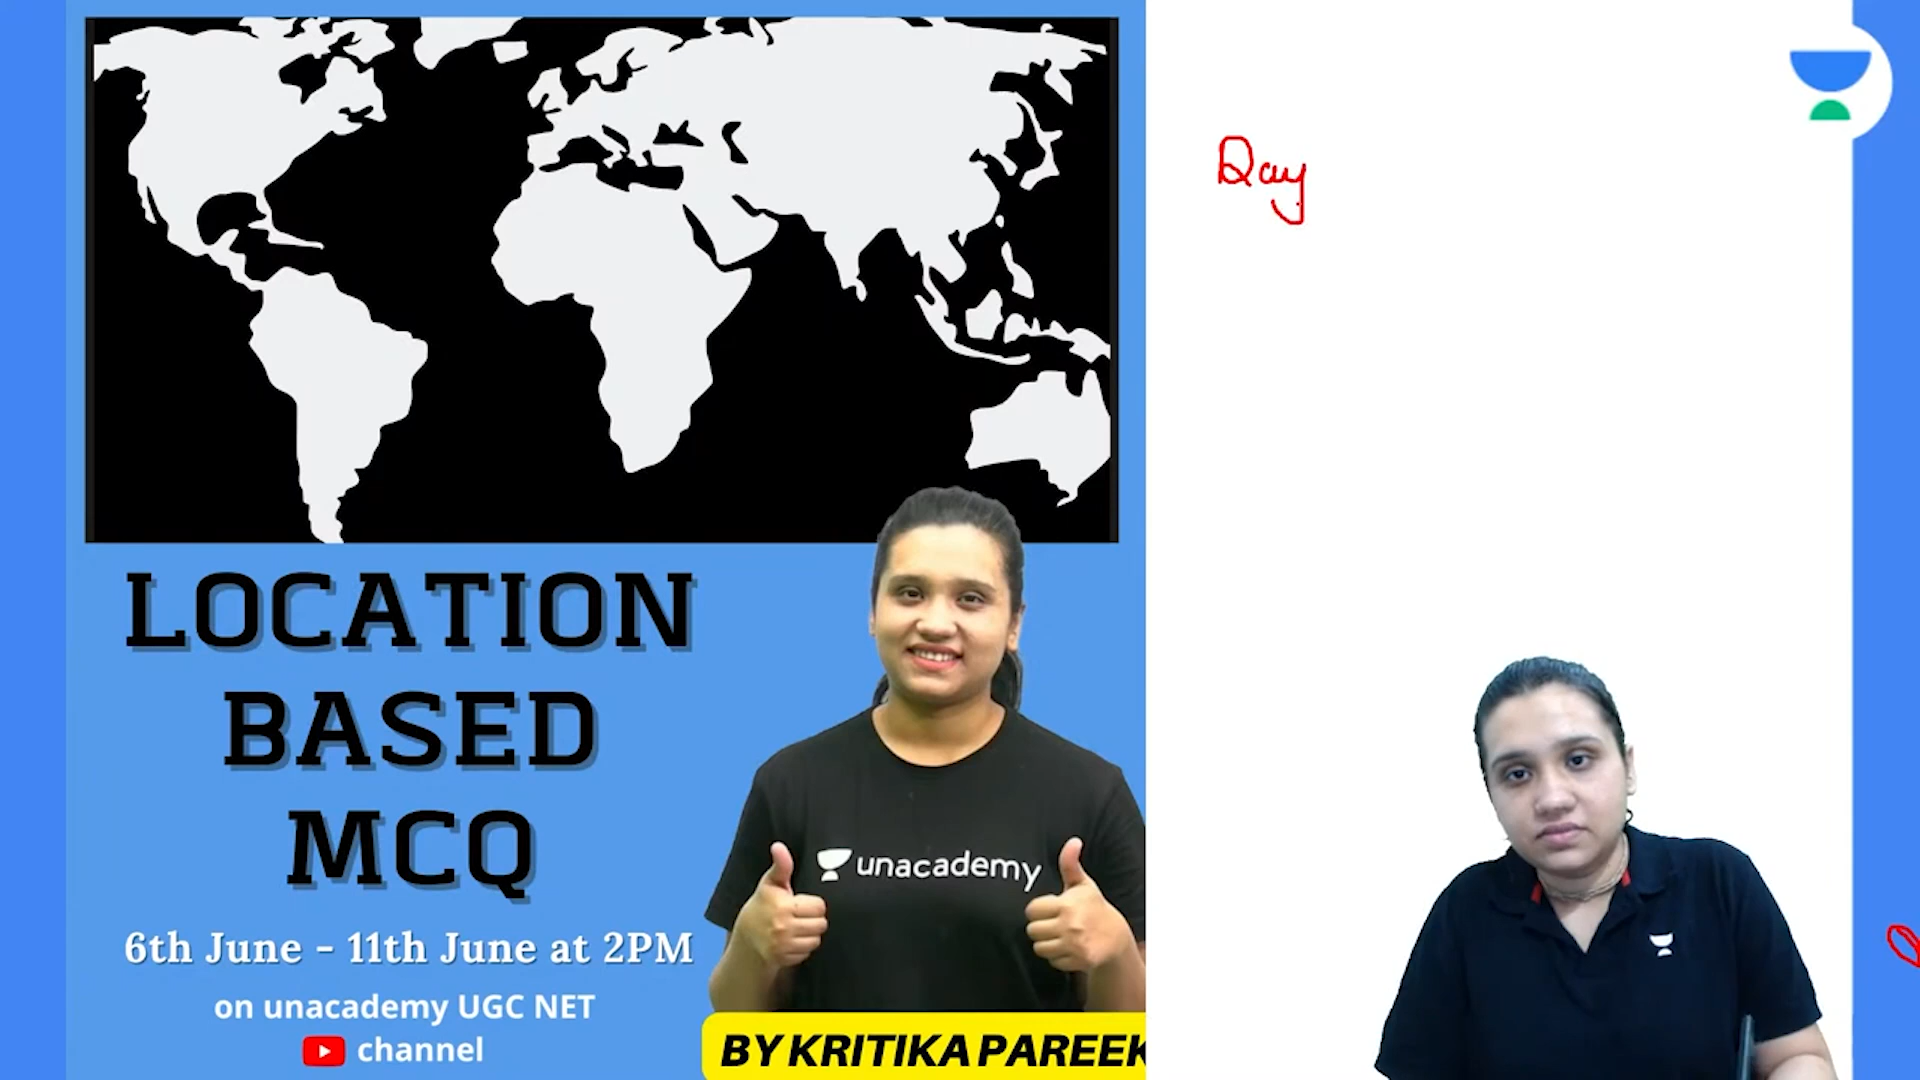 LOCATION
BASED
MCQ
6th June - 11th June at 2PM
on unacademy UGC NET
channel
unacademy
BY KRITIKA PAREEK
Day